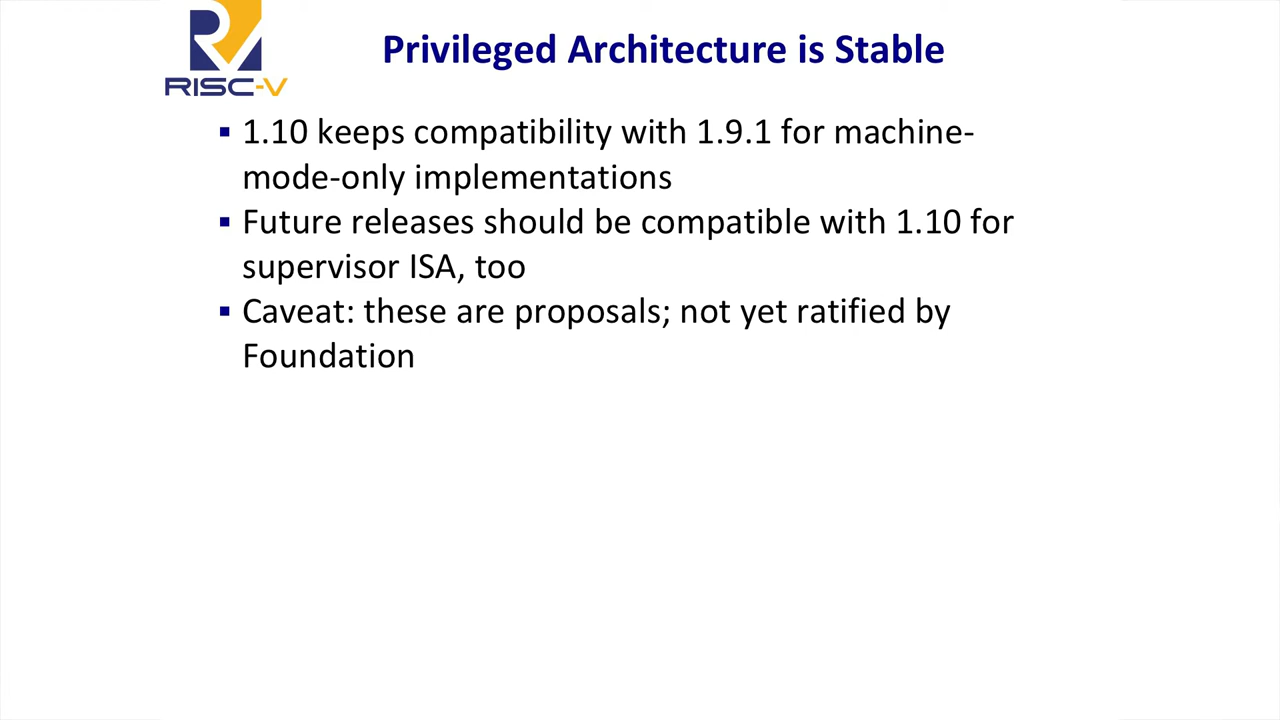 RISC-V
Privileged Architecture is Stable
▪ 1.10 keeps compatibility with 1.9.1 for machine-
mode-only implementations
▪ Future releases should be compatible with 1.10 for
supervisor ISA, too
▪ Caveat: these are proposals; not yet ratified by
Foundation